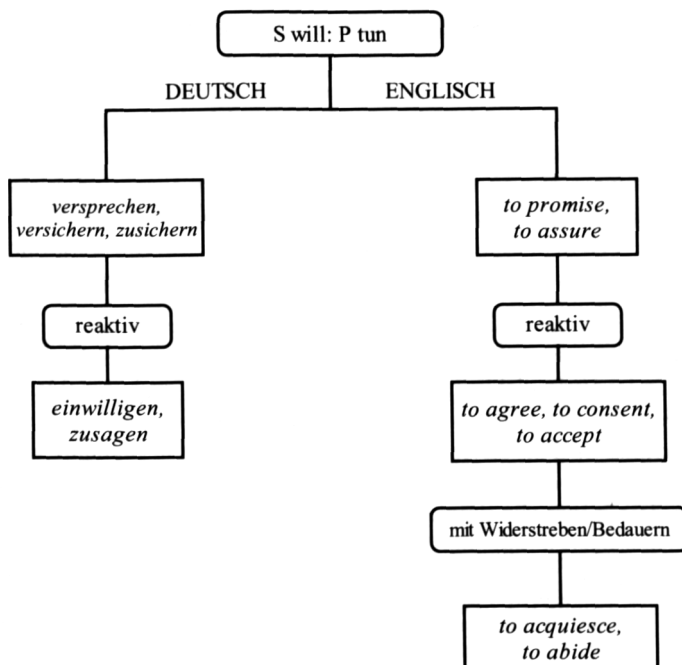 S will: P tun
DEUTSCH
ENGLISCH
versprechen,
versichern, zusichern
to promise,
to assure
reaktiv
reaktiv
einwilligen,
zusagen
to agree, to consent,
to accept
mit Widerstreben/Bedauern
to acquiesce,
to abide